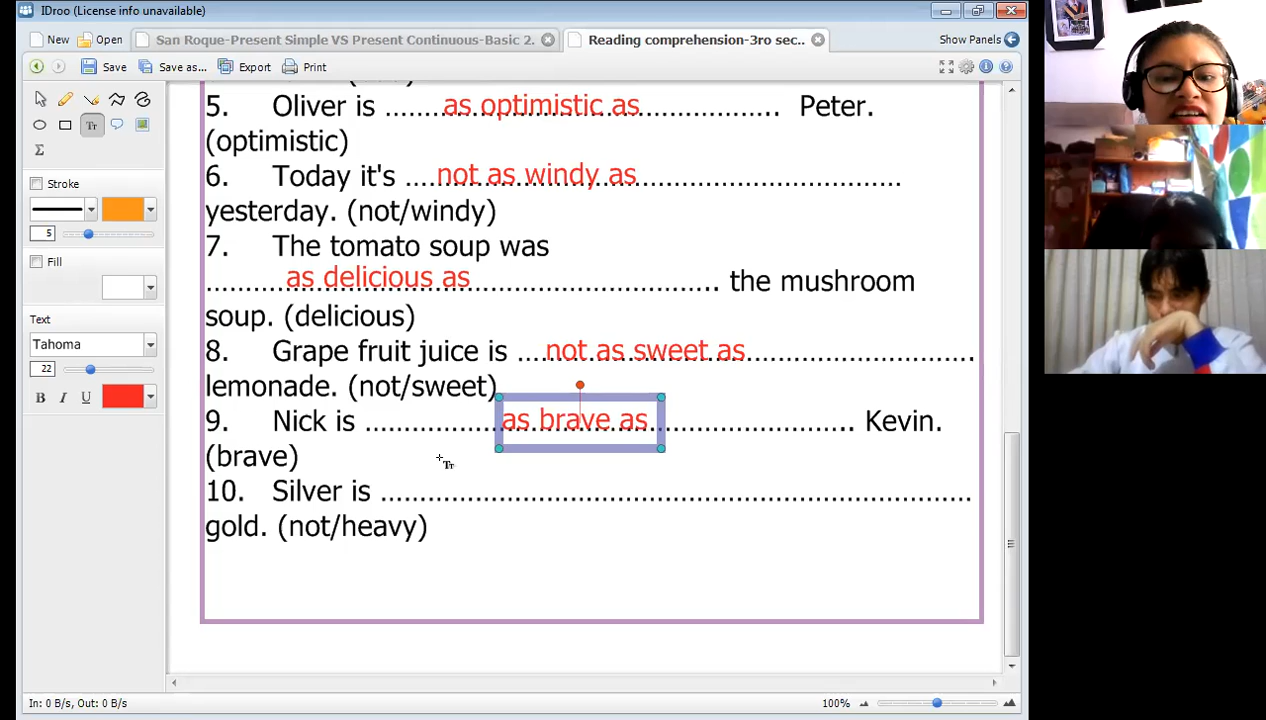 IDroo (License info unavailable)
New Open San Roque-Present Simple VS Present Continuous-Basic 2. Reading comprehension-3ro sec.. Show Panels
Save Save as... Export Print
5. Oliver is ……as optimistic as…………….. Peter.
(optimistic)
6. Today it's …not as windy as…………………………
yesterday. (not/windy)
7. The tomato soup was
………as delicious as…………………….. the mushroom
soup. (delicious)
8. Grape fruit juice is …not as sweet as……………………
lemonade. (not/sweet)
9. Nick is ……………as brave as…………………. Kevin.
(brave)
10. Silver is …………………………………………………………
gold. (not/heavy)
Tr
Σ
Stroke
5
Fill
Text
Tahoma
22
B I U
In: 0 B/s, Out: 0 B/s 100%